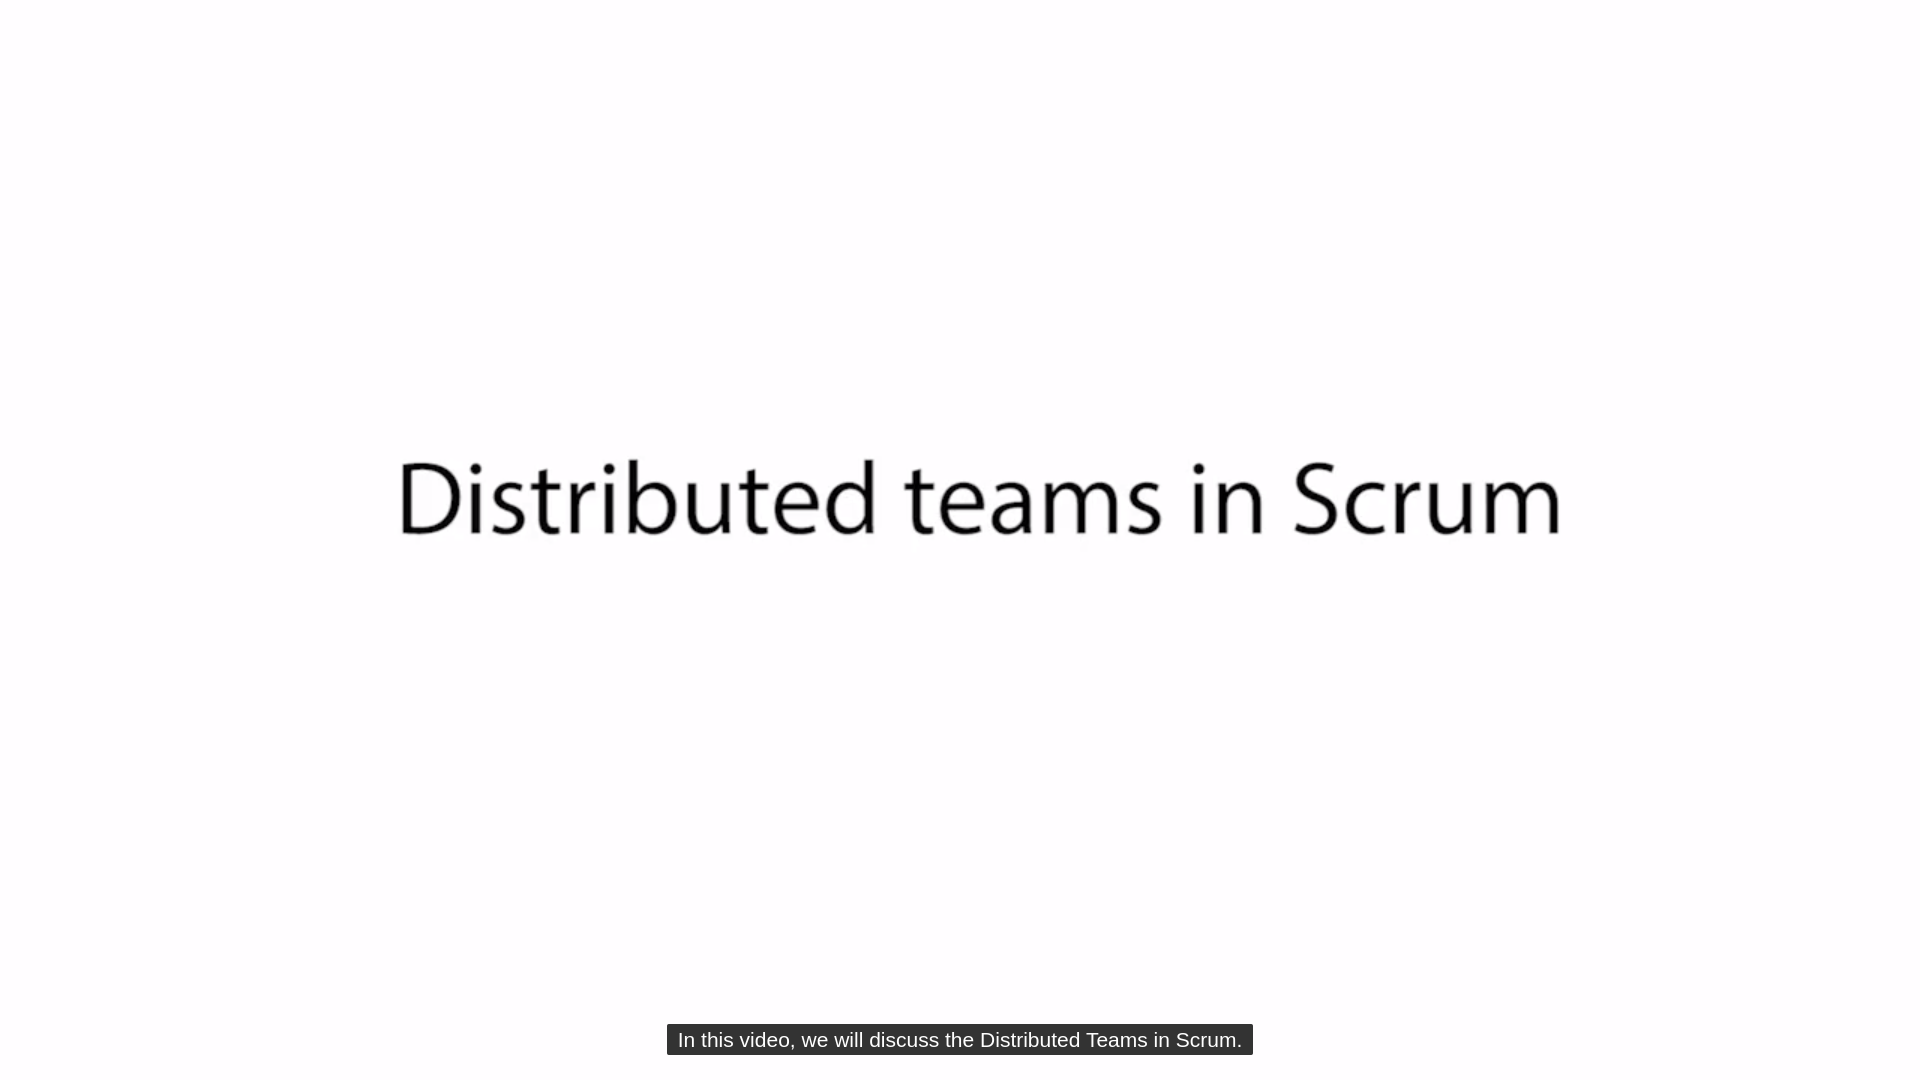 Distributed teams in Scrum
In this video, we will discuss the Distributed Teams in Scrum.